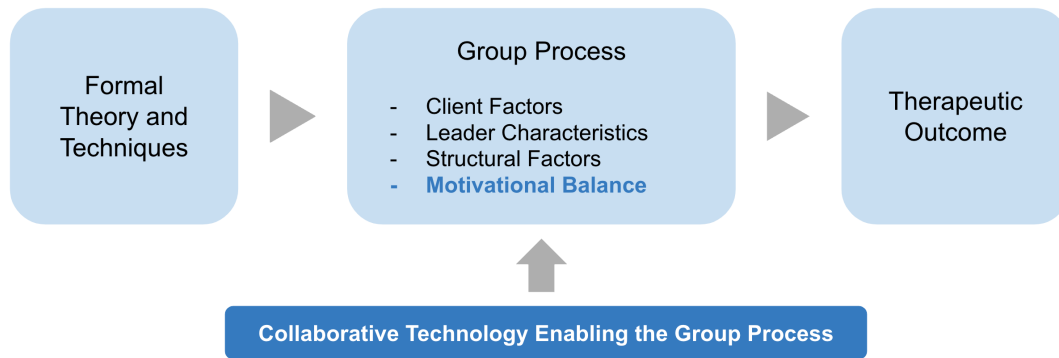 Formal
Theory and
Techniques
Group Process
- Client Factors
- Leader Characteristics
- Structural Factors
- Motivational Balance
Therapeutic
Outcome
Collaborative Technology Enabling the Group Process